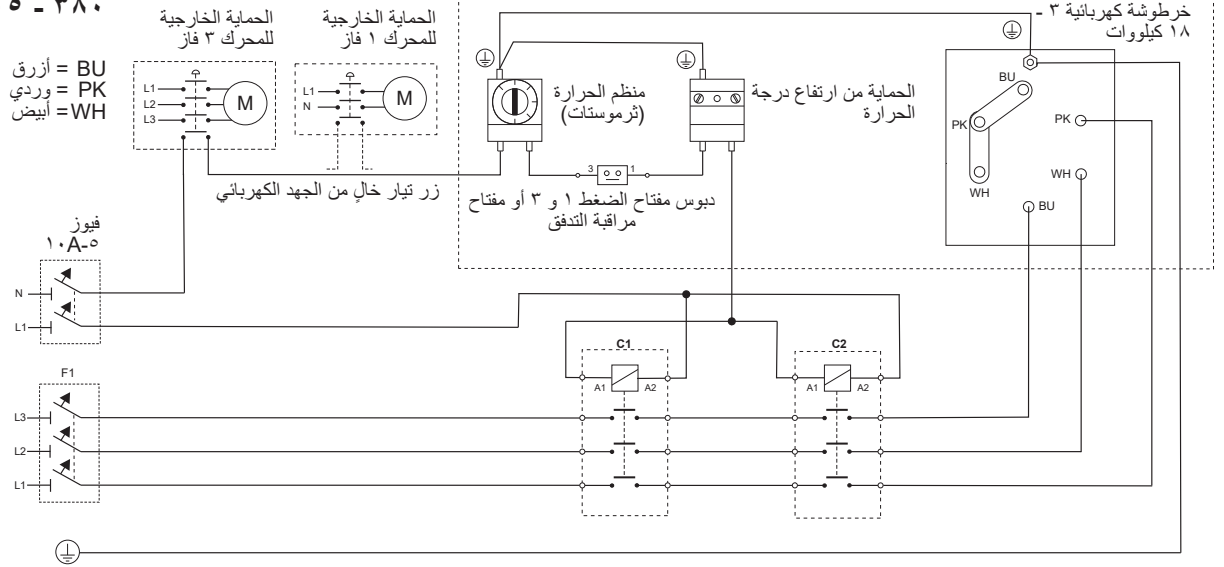 ٣٨٠ - ٥
BU = أزرق
PK = وردي
WH = أبيض
الحماية الخارجية
للمحرك ٣ فاز
L1
L2
L3
M
الحماية الخارجية
للمحرك ١ فاز
L1
N
M
زر تيار خالٍ من الجهد الكهربائي
منظم الحرارة
(ثرموستات)
الحماية من ارتفاع درجة
الحرارة
3
1
دبوس مفتاح الضغط ١ و ٣ أو مفتاح
مراقبة التدفق
خرطوشة كهربائية ٣ -
١٨ كيلووات
BU
PK
WH
PK
WH
BU
فيوز
١٠A-٥
N
L1
F1
L3
L2
L1
C1
A1
A2
C2
A1
A2